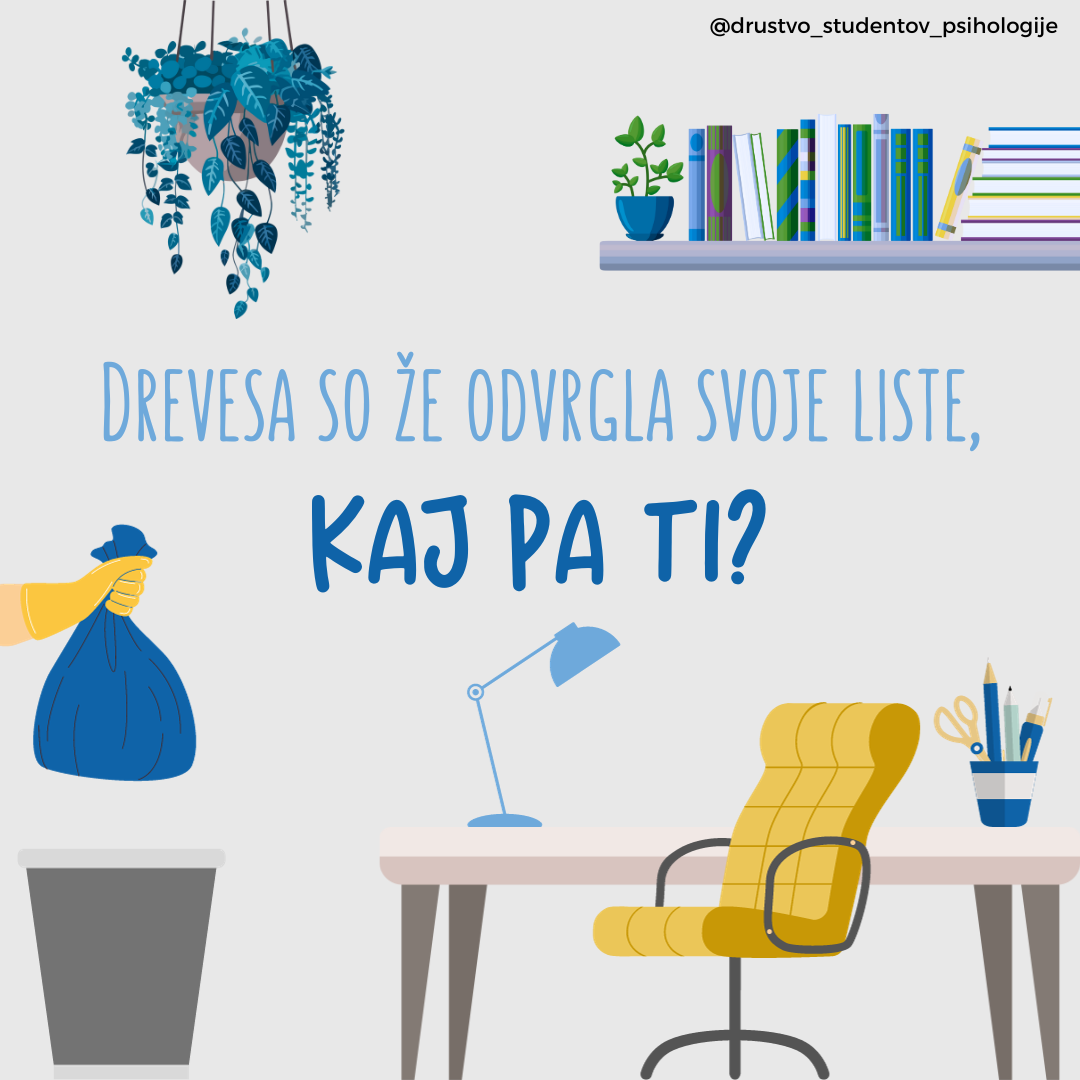 @drustvo_studentov_psihologije
DREVESA SO ŽE ODVRGLA SVOJE LISTE,
KAJ PA TI?